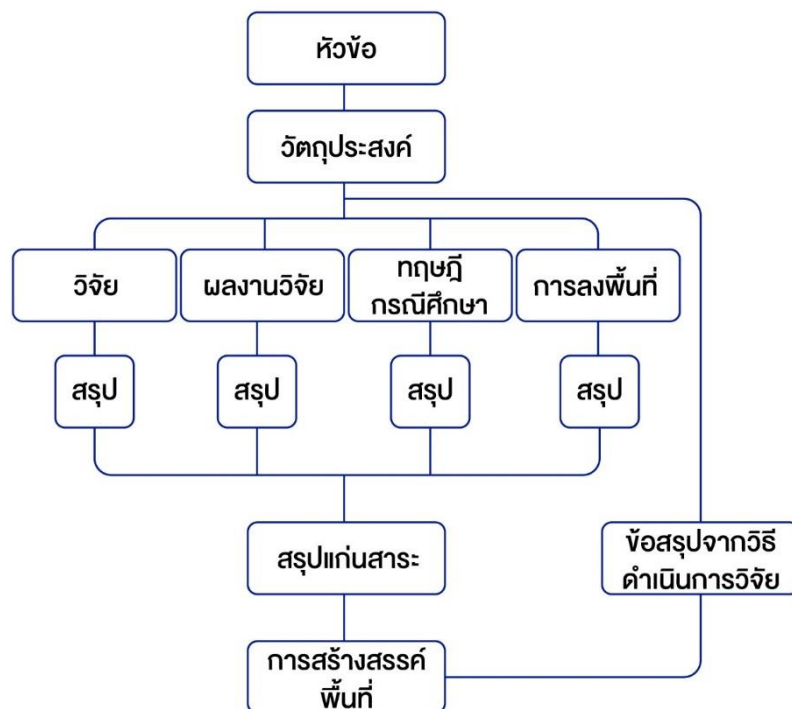 หัวข้อ
วัตถุประสงค์
วิจัย
ผลงานวิจัย
ทฤษฎี
กรณีศึกษา
การลงพื้นที่
สรุป
สรุป
สรุป
สรุป
สรุปแก่นสาระ
ข้อสรุปจากวิธี
ดำเนินการวิจัย
การสร้างสรรค์
พื้นที่